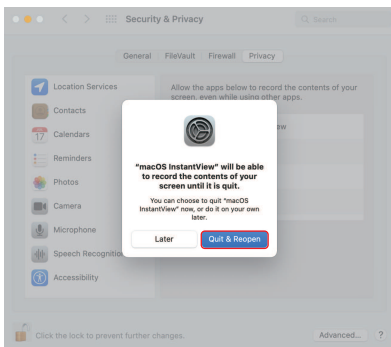 Security & Privacy
Search
General FileVault Firewall Privacy
Location Services
Contacts
Calendars
Reminders
Photos
Camera
Microphone
Speech Recognition
Accessibility
Allow the apps below to record the contents of your
screen, even while using other apps.
17
"macOS InstantView" will be able
to record the contents of your
screen until it is quit.
You can choose to quit "macOS
InstantView" now, or do it on your own
later.
Later Quit & Reopen
Click the lock to prevent further changes.
Advanced... ?